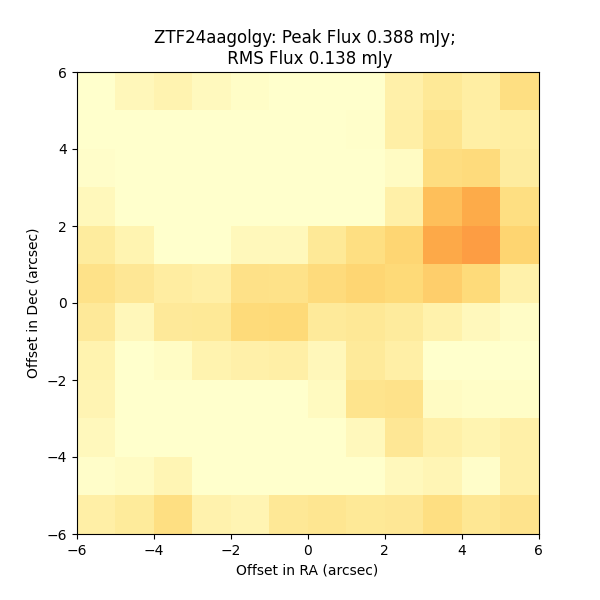 ZTF24aagolgy: Peak Flux 0.388 mJy;
RMS Flux 0.138 mJy
6
4
2
0
−2
−4
−6
Offset in Dec (arcsec)
−6 −4 −2 0 2 4 6
Offset in RA (arcsec)